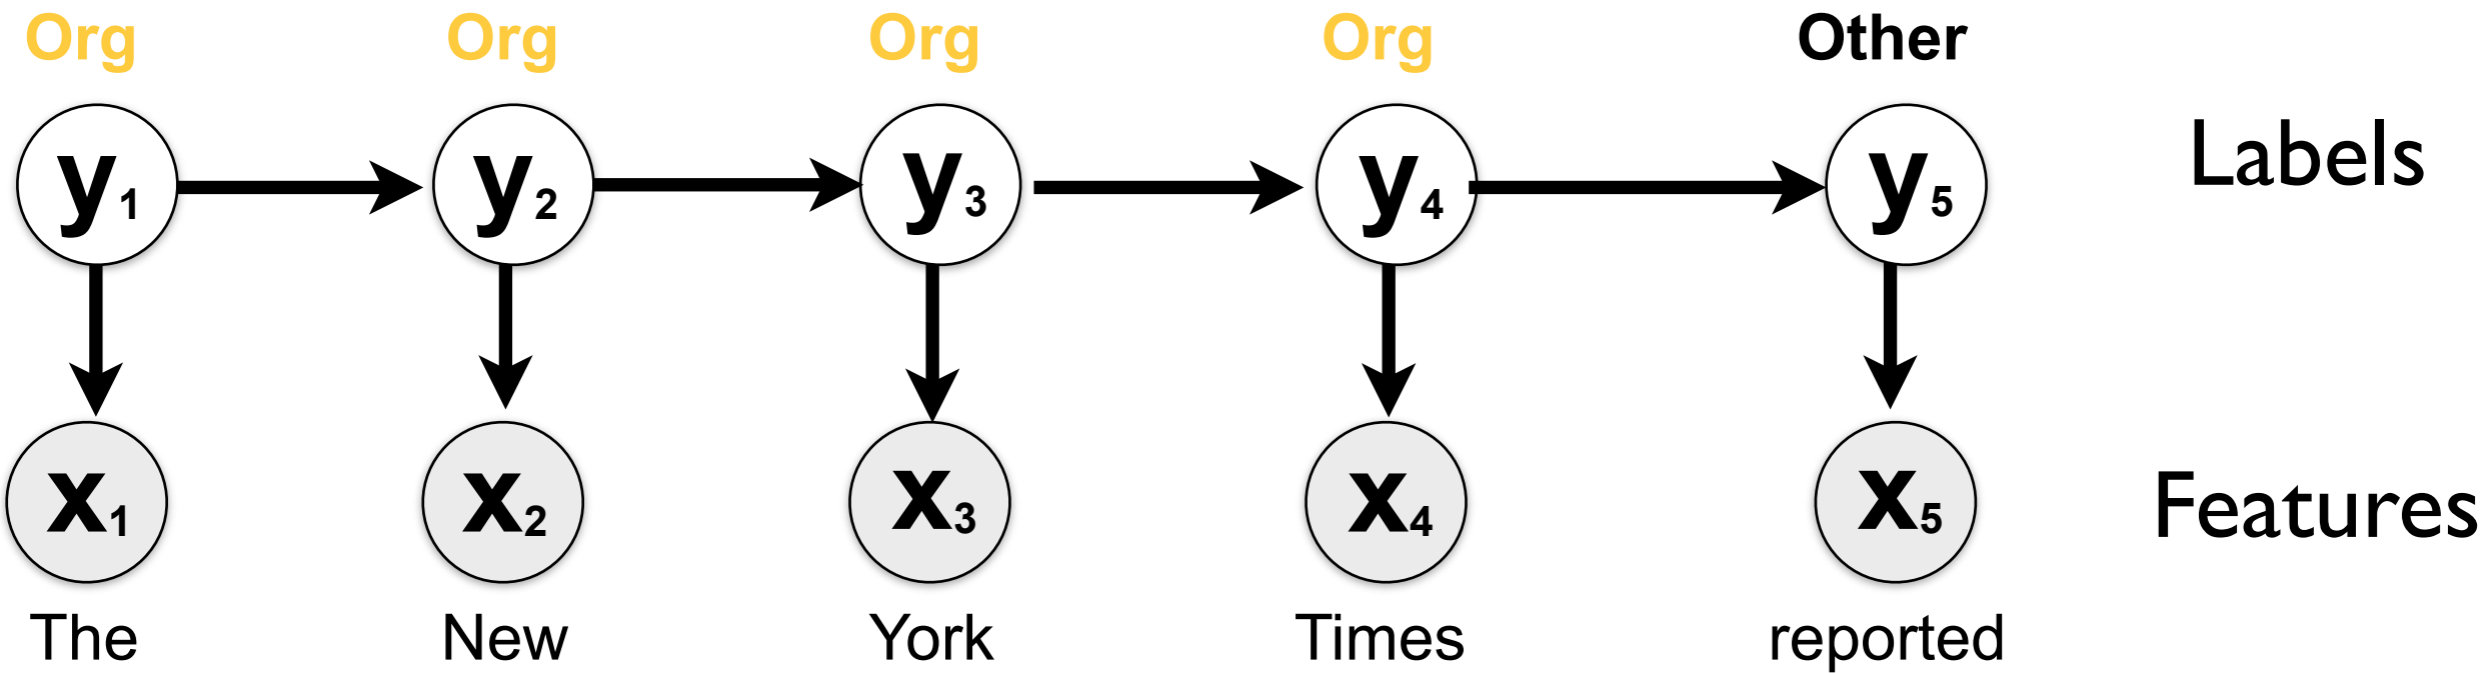 Org Org Org Org Other
y1 y2 y3 y4 y5 Labels
x1 x2 x3 x4 x5 Features
The New York Times reported